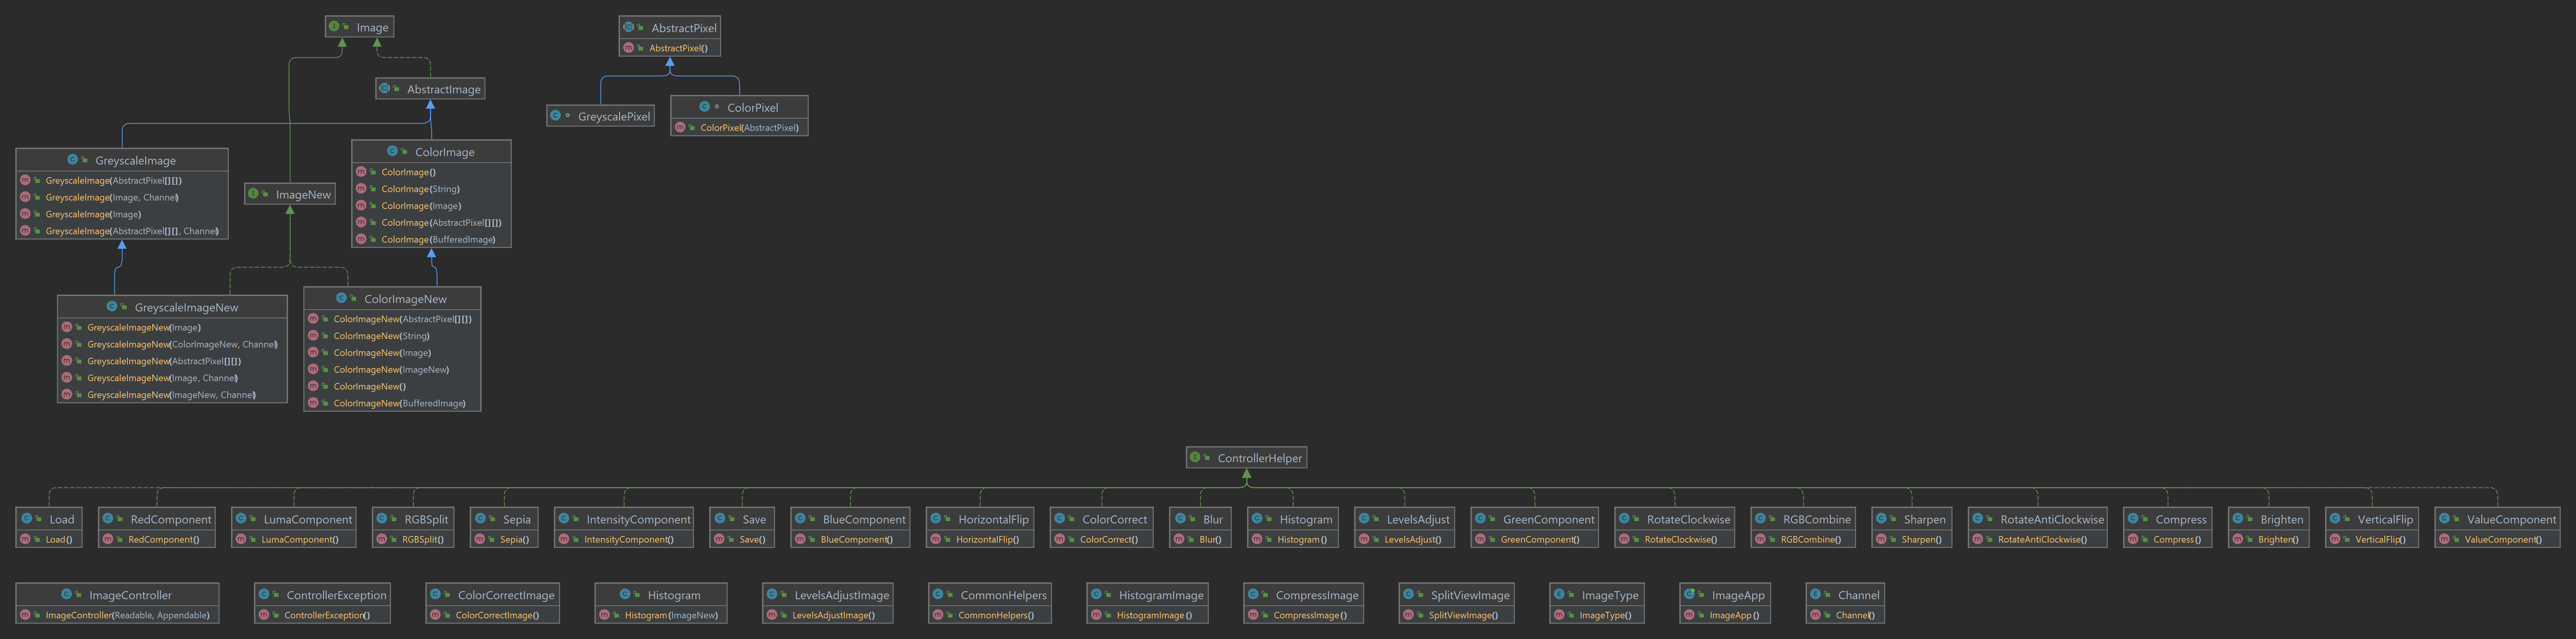 Image
AbstractImage
GreyscaleImage
GreyscaleImage(AbstractPixel[][])
GreyscaleImage(Image, Channel)
GreyscaleImage(Image)
GreyscaleImage(AbstractPixel[][], Channel)
ImageNew
ColorImage
ColorImage()
ColorImage(String)
ColorImage(Image)
ColorImage(AbstractPixel[][])
ColorImage(BufferedImage)
GreyscaleImageNew
GreyscaleImageNew(Image)
GreyscaleImageNew(ColorImageNew, Channel)
GreyscaleImageNew(AbstractPixel[][])
GreyscaleImageNew(Image, Channel)
GreyscaleImageNew(ImageNew, Channel)
ColorImageNew
ColorImageNew(AbstractPixel[][])
ColorImageNew(String)
ColorImageNew(Image)
ColorImageNew(ImageNew)
ColorImageNew()
ColorImageNew(BufferedImage)
AbstractPixel
AbstractPixel()
GreyscalePixel
ColorPixel
ColorPixel(AbstractPixel)
ControllerHelper
Load
Load()
RedComponent
RedComponent()
LumaComponent
LumaComponent()
RGBSplit
RGBSplit()
Sepia
Sepia()
IntensityComponent
IntensityComponent()
Save
Save()
BlueComponent
BlueComponent()
HorizontalFlip
HorizontalFlip()
ColorCorrect
ColorCorrect()
Blur
Blur()
Histogram
Histogram()
LevelsAdjust
LevelsAdjust()
GreenComponent
GreenComponent()
RotateClockwise
RotateClockwise()
RGBCombine
RGBCombine()
Sharpen
Sharpen()
RotateAntiClockwise
RotateAntiClockwise()
Compress
Compress()
Brighten
Brighten()
VerticalFlip
VerticalFlip()
ValueComponent
ValueComponent()
ImageController
ImageController(Readable, Appendable)
ControllerException
ControllerException()
ColorCorrectImage
ColorCorrectImage()
Histogram
Histogram(ImageNew)
LevelsAdjustImage
LevelsAdjustImage()
CommonHelpers
CommonHelpers()
HistogramImage
HistogramImage()
CompressImage
CompressImage()
SplitViewImage
SplitViewImage()
ImageType
ImageType()
ImageApp
ImageApp()
Channel
Channel()